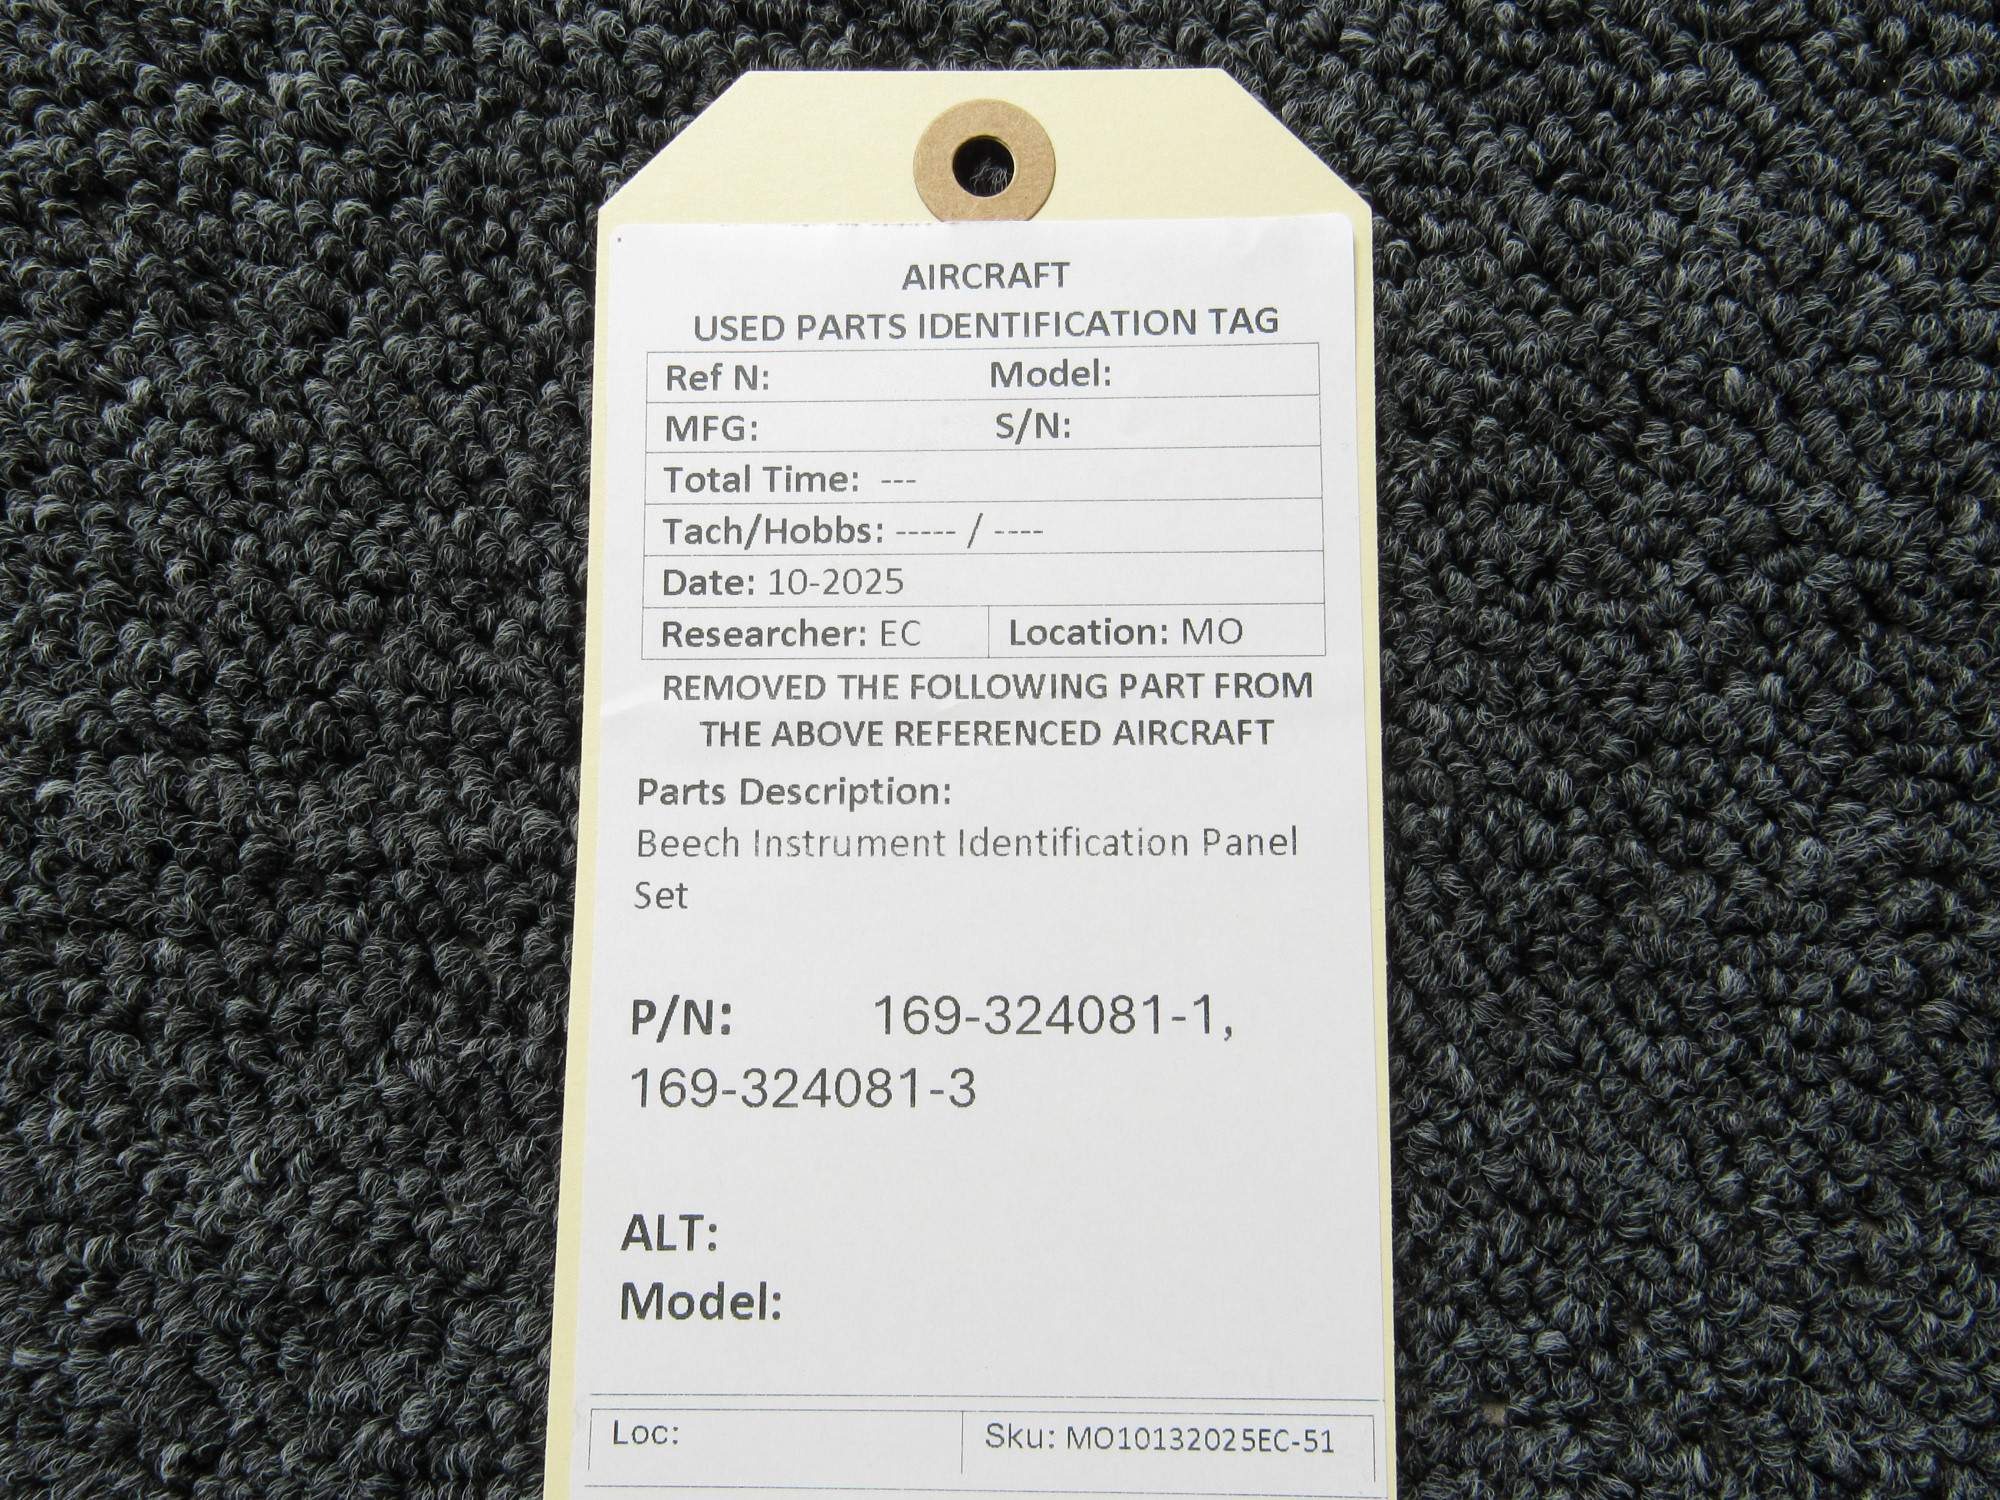 AIRCRAFT
USED PARTS IDENTIFICATION TAG
Ref N: Model:
MFG: S/N:
Total Time: ---
Tach/Hobbs: ----- / ----
Date: 10-2025
Researcher: EC Location: MO
REMOVED THE FOLLOWING PART FROM
THE ABOVE REFERENCED AIRCRAFT
Parts Description:
Beech Instrument Identification Panel
Set
P/N: 169-324081-1,
169-324081-3
ALT:
Model:
Loc: Sku: MO10132025EC-51